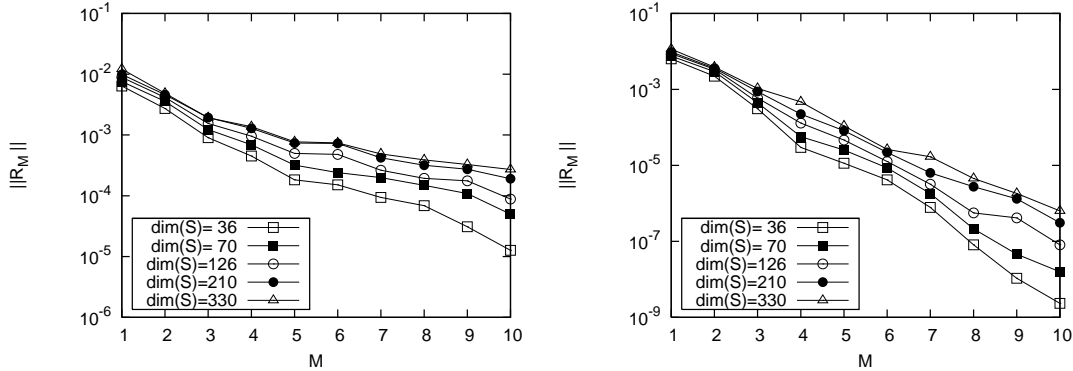 10^-1
10^-2
10^-3
10^-4
10^-5
10^-6
||R_M||
dim(S)= 36
dim(S)= 70
dim(S)=126
dim(S)=210
dim(S)=330
1 2 3 4 5 6 7 8 9 10
M
10^-1
10^-3
10^-5
10^-7
10^-9
||R_M||
dim(S)= 36
dim(S)= 70
dim(S)=126
dim(S)=210
dim(S)=330
1 2 3 4 5 6 7 8 9 10
M